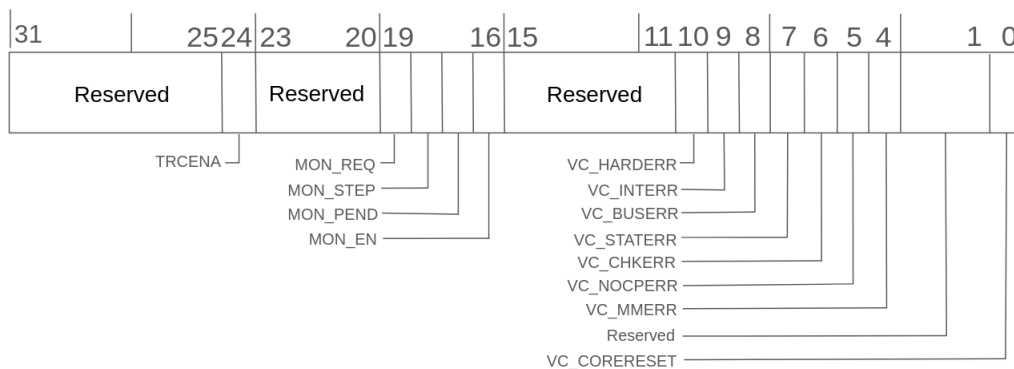 31 25 24 23 20 19 16 15 11 10 9 8 7 6 5 4 1 0
Reserved Reserved Reserved
TRCENA
MON_REQ
MON_STEP
MON_PEND
MON_EN
VC_HARDERR
VC_INTERR
VC_BUSERR
VC_STATERR
VC_CHKERR
VC_NOCPERR
VC_MMERR
Reserved
VC_CORERESET